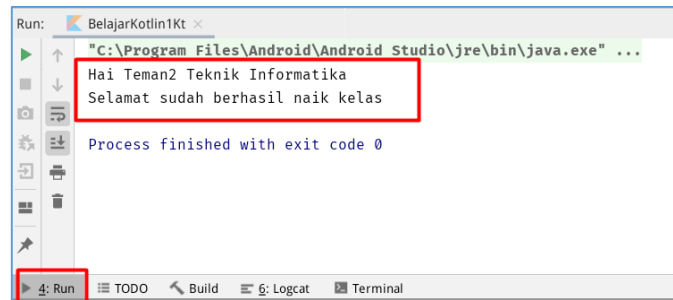 Run: BelajarKotlin1Kt ×
"C:\Program Files\Android\Android Studio\jre\bin\java.exe" ...
Hai Teman2 Teknik Informatika
Selamat sudah berhasil naik kelas
Process finished with exit code 0
4: Run TODO Build 6: Logcat Terminal